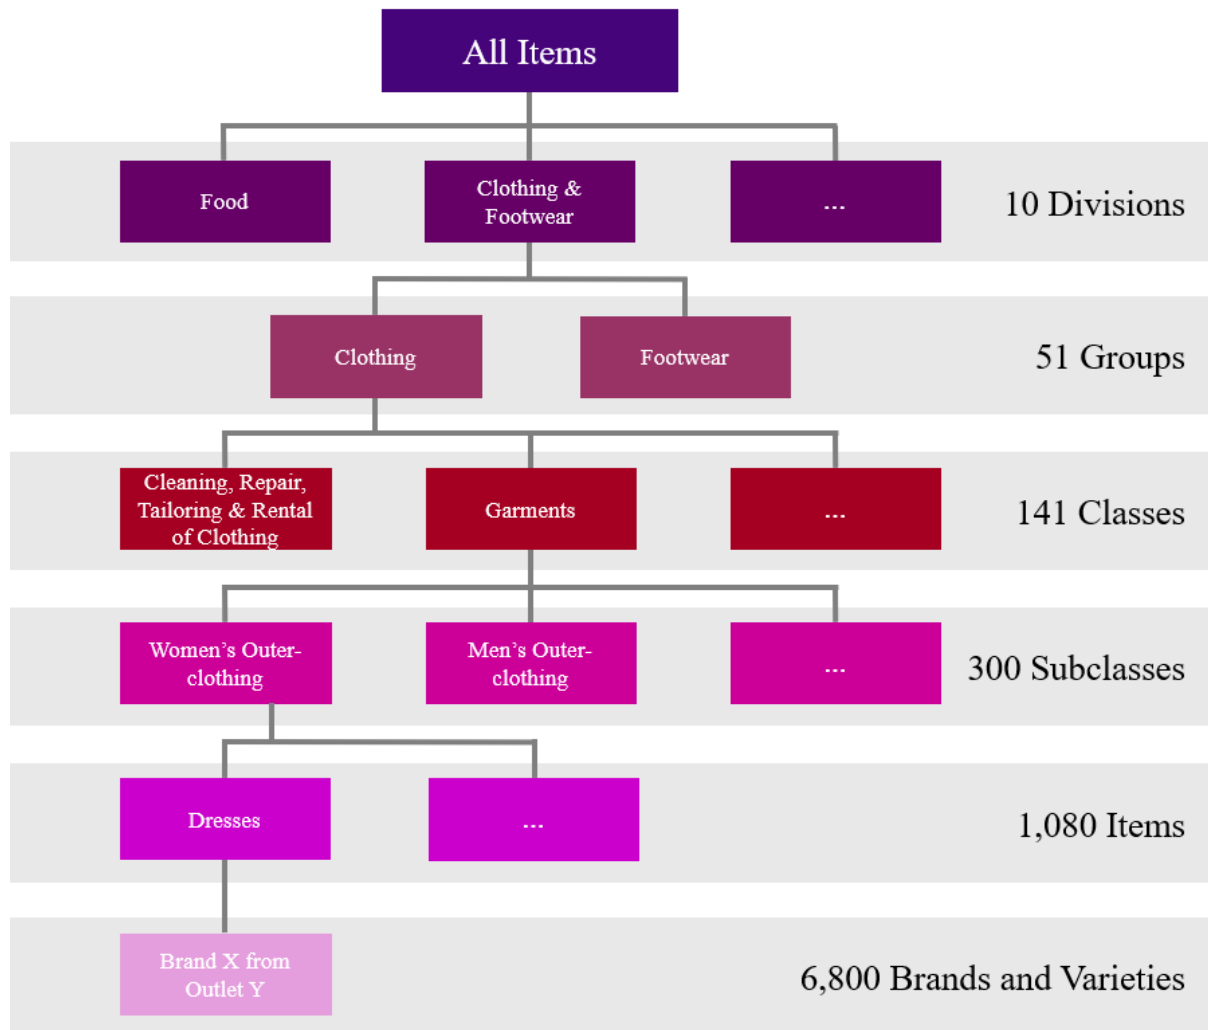 All Items
Food
Clothing &
Footwear
...
10 Divisions
Clothing
Footwear
51 Groups
Cleaning, Repair,
Tailoring & Rental
of Clothing
Garments
...
141 Classes
Women’s Outer-
clothing
Men’s Outer-
clothing
...
300 Subclasses
Dresses
...
1,080 Items
Brand X from
Outlet Y
6,800 Brands and Varieties